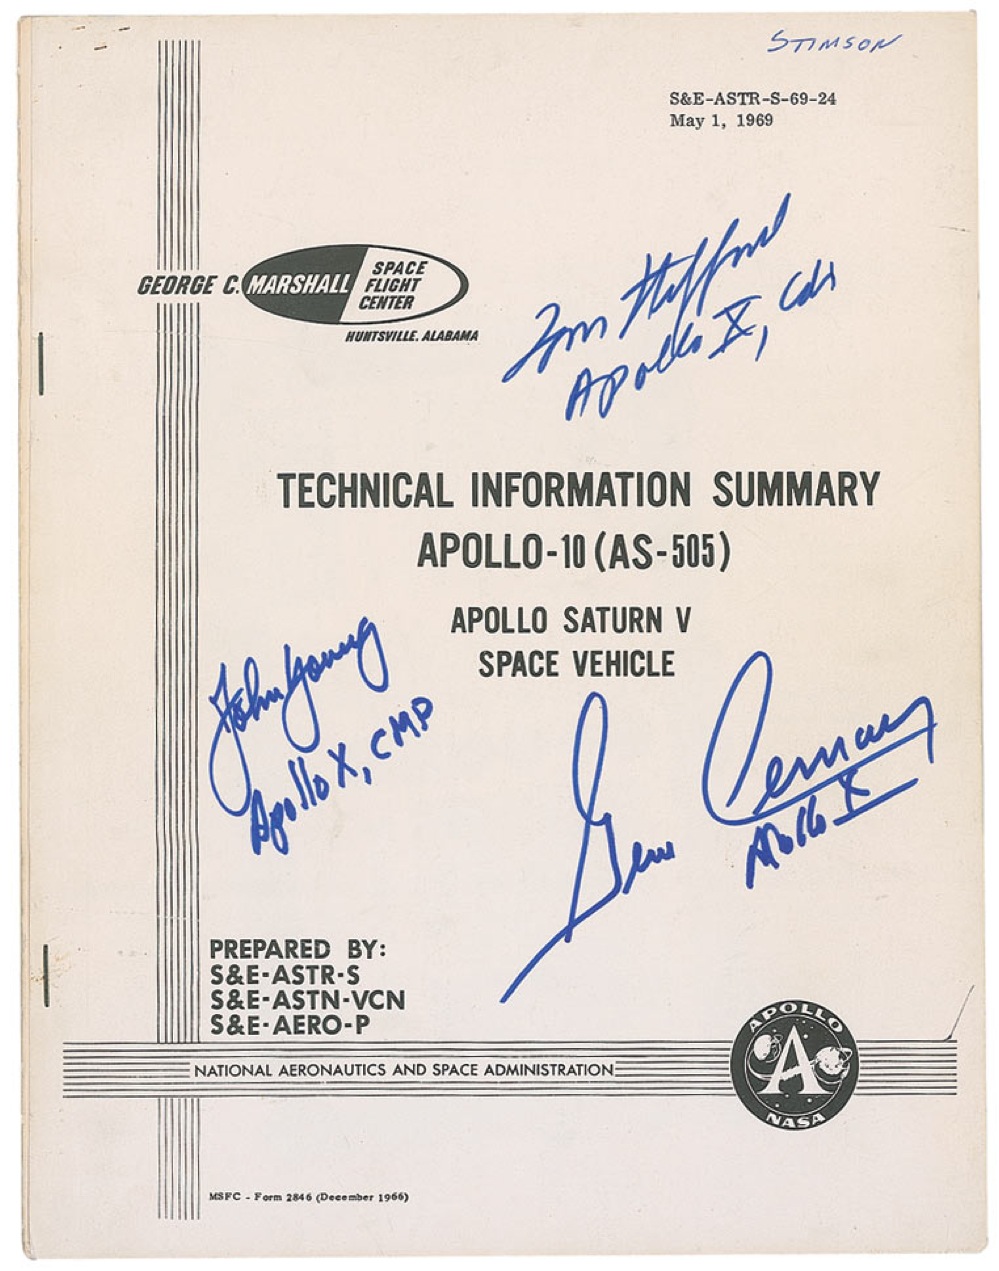 STIMSON
S&E-ASTR-S-69-24
May 1, 1969
GEORGE C. MARSHALL SPACE FLIGHT CENTER
HUNTSVILLE, ALABAMA
Tom Stafford
Apollo X, Cdr
TECHNICAL INFORMATION SUMMARY
APOLLO-10 (AS-505)
APOLLO SATURN V
SPACE VEHICLE
John Young
Apollo X, CMP
Gene Cernan
Apollo X
PREPARED BY:
S&E-ASTR-S
S&E-ASTN-VCN
S&E-AERO-P
NATIONAL AERONAUTICS AND SPACE ADMINISTRATION
APOLLO
A
NASA
MSFC - Form 2846 (December 1966)